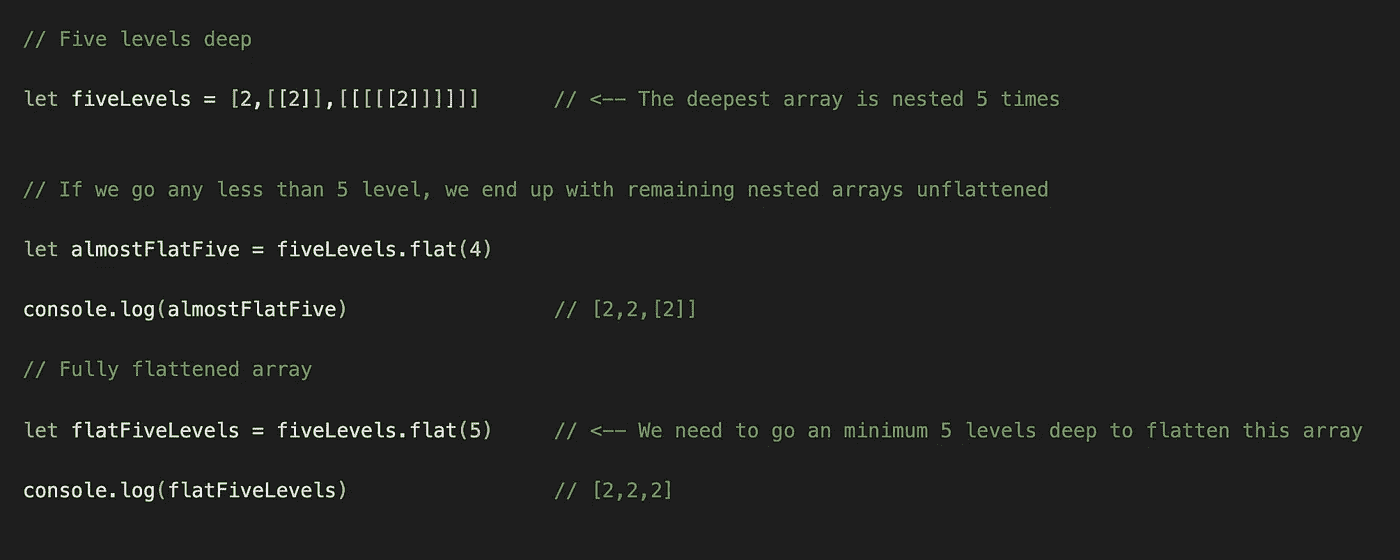 // Five levels deep
let fiveLevels = [2,[[2]],[[[[[2]]]]]] // <−− The deepest array is nested 5 times
// If we go any less than 5 level, we end up with remaining nested arrays unflattened
let almostFlatFive = fiveLevels.flat(4)
console.log(almostFlatFive) // [2,2,[2]]
// Fully flattened array
let flatFiveLevels = fiveLevels.flat(5) // <−− We need to go an minimum 5 levels deep to flatten this array
console.log(flatFiveLevels) // [2,2,2]